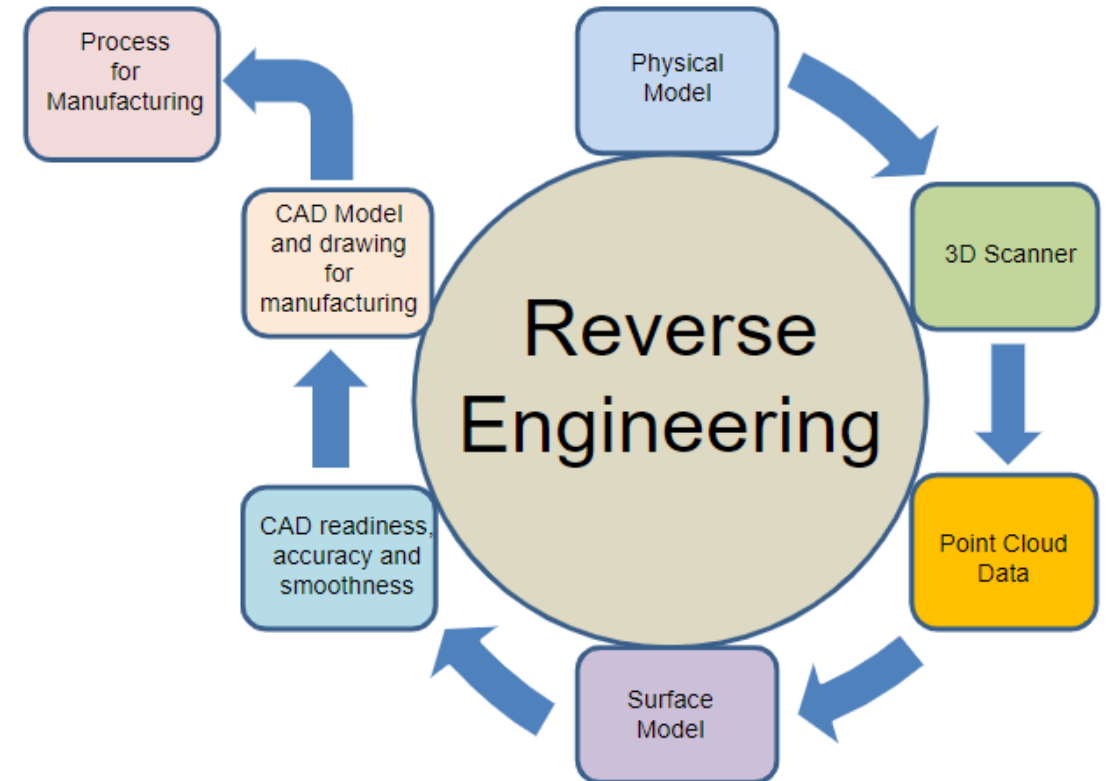 Process
for
Manufacturing
Physical
Model
CAD Model
and drawing
for
manufacturing
3D Scanner
Reverse
Engineering
CAD readiness,
accuracy and
smoothness
Point Cloud
Data
Surface
Model